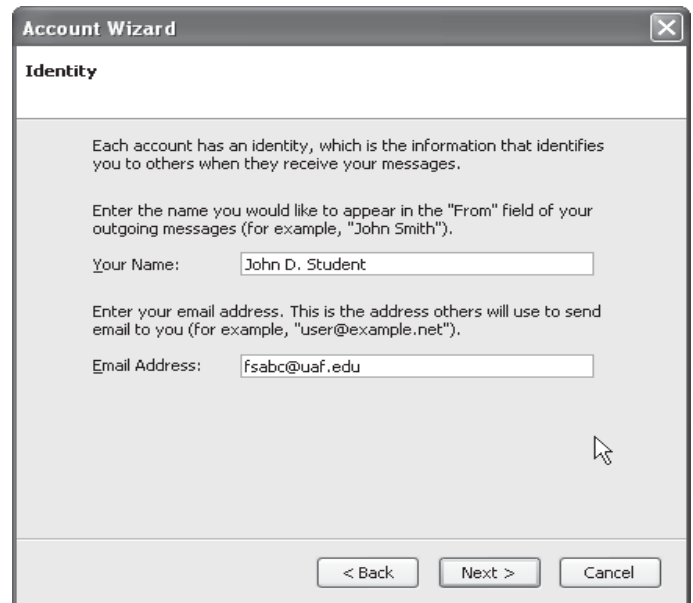 Account Wizard
Identity
Each account has an identity, which is the information that identifies
you to others when they receive your messages.
Enter the name you would like to appear in the "From" field of your
outgoing messages (for example, "John Smith").
Your Name: John D. Student
Enter your email address. This is the address others will use to send
email to you (for example, "user@example.net").
Email Address: fsabc@uaf.edu
< Back Next > Cancel